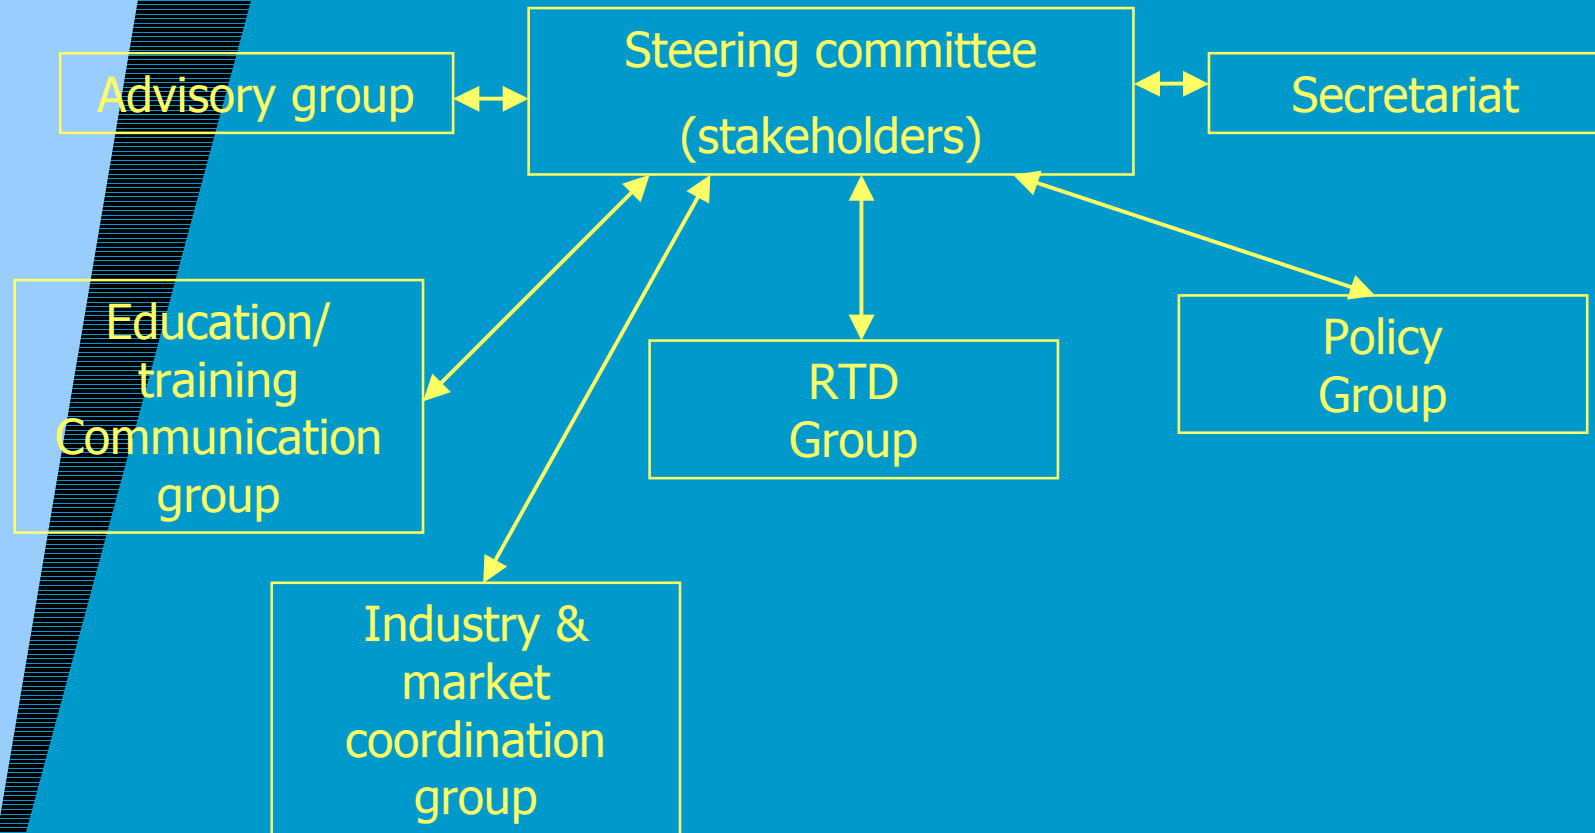 Steering committee
(stakeholders)
Advisory group
Secretariat
Education/
training
Communication
group
RTD
Group
Policy
Group
Industry &
market
coordination
group